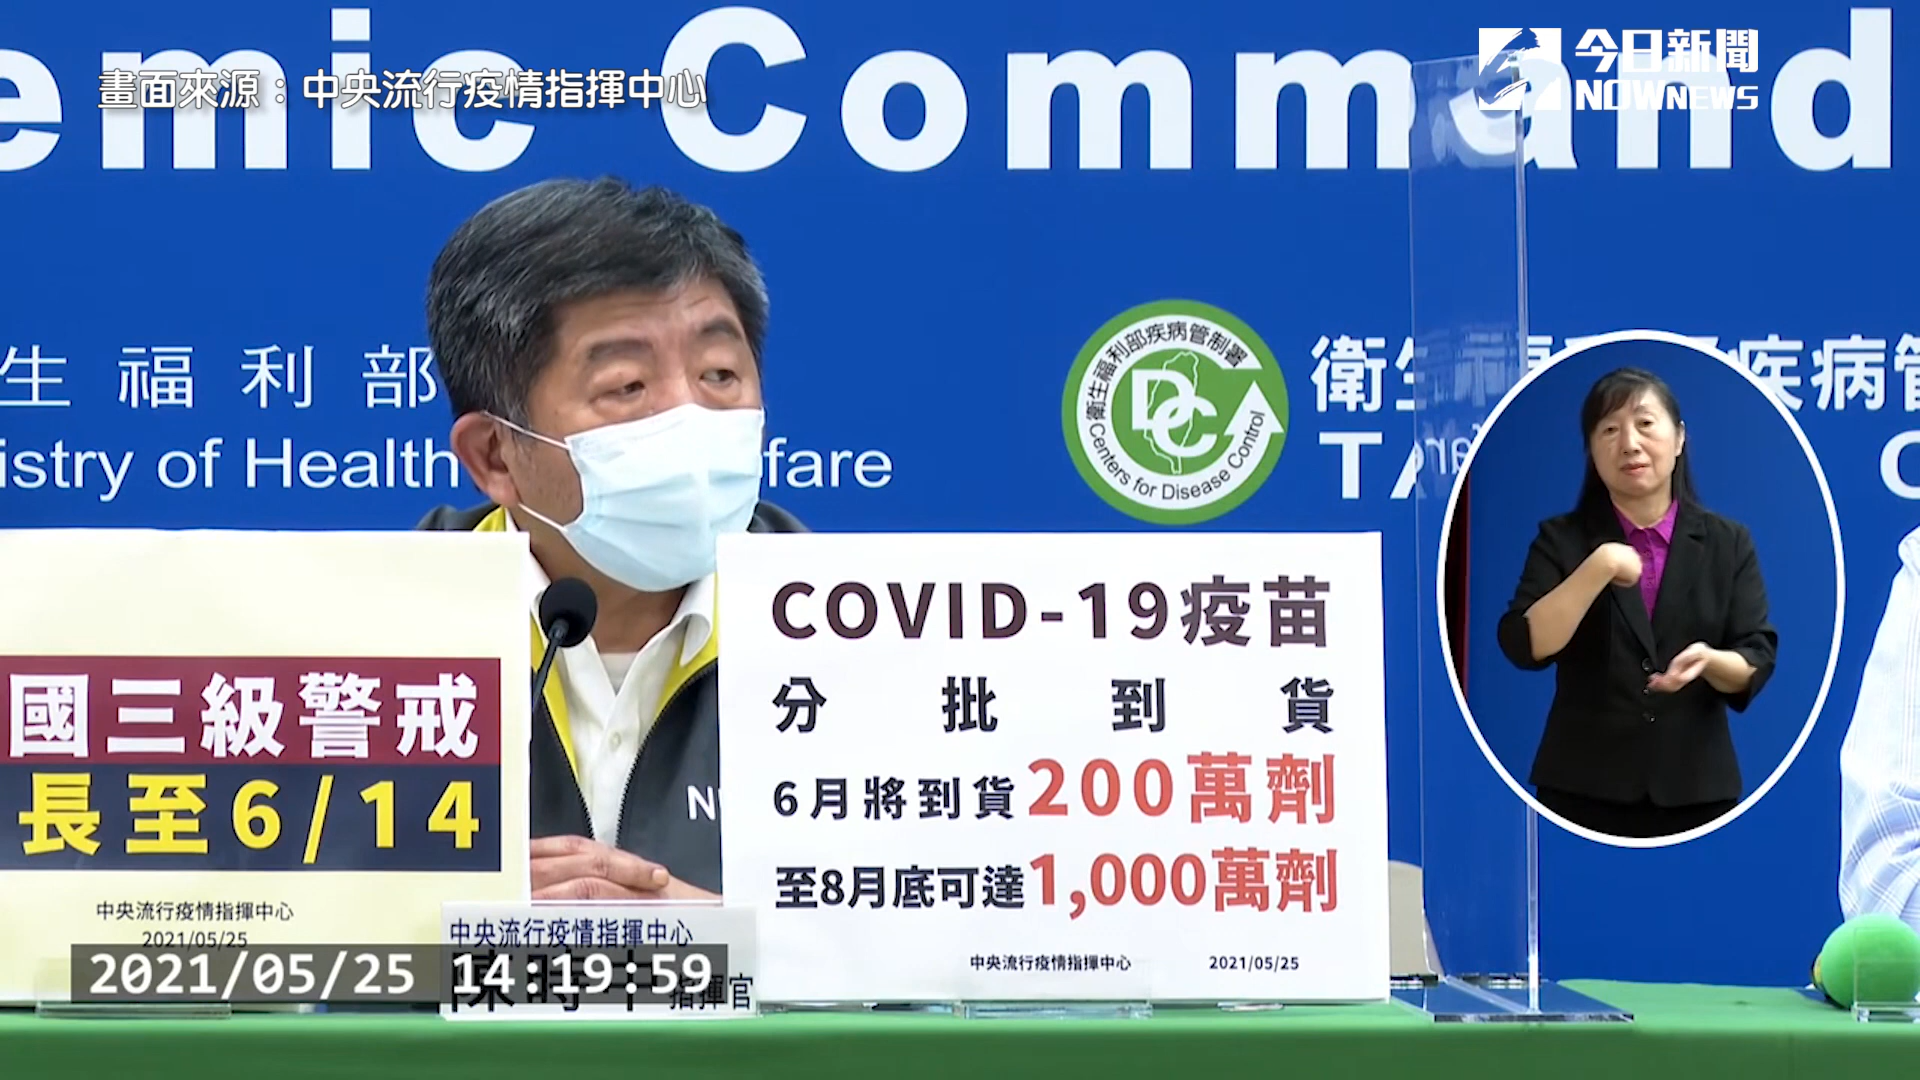 emic Command
畫面來源：中央流行疫情指揮中心
今日新聞
NOWNEWS
生福利部
istry of Health
fare
衛生福利部疾病管制署
DC
Centers for Disease Control
衛
疾病管
TA
C
國三級警戒
長至6/14
中央流行疫情指揮中心
2021/05/25
COVID-19疫苗
分批到貨
6月將到貨200萬劑
至8月底可達1,000萬劑
中央流行疫情指揮中心 2021/05/25
中央流行疫情指揮中心
陳時中 指揮官
2021/05/25 14:19:59
N